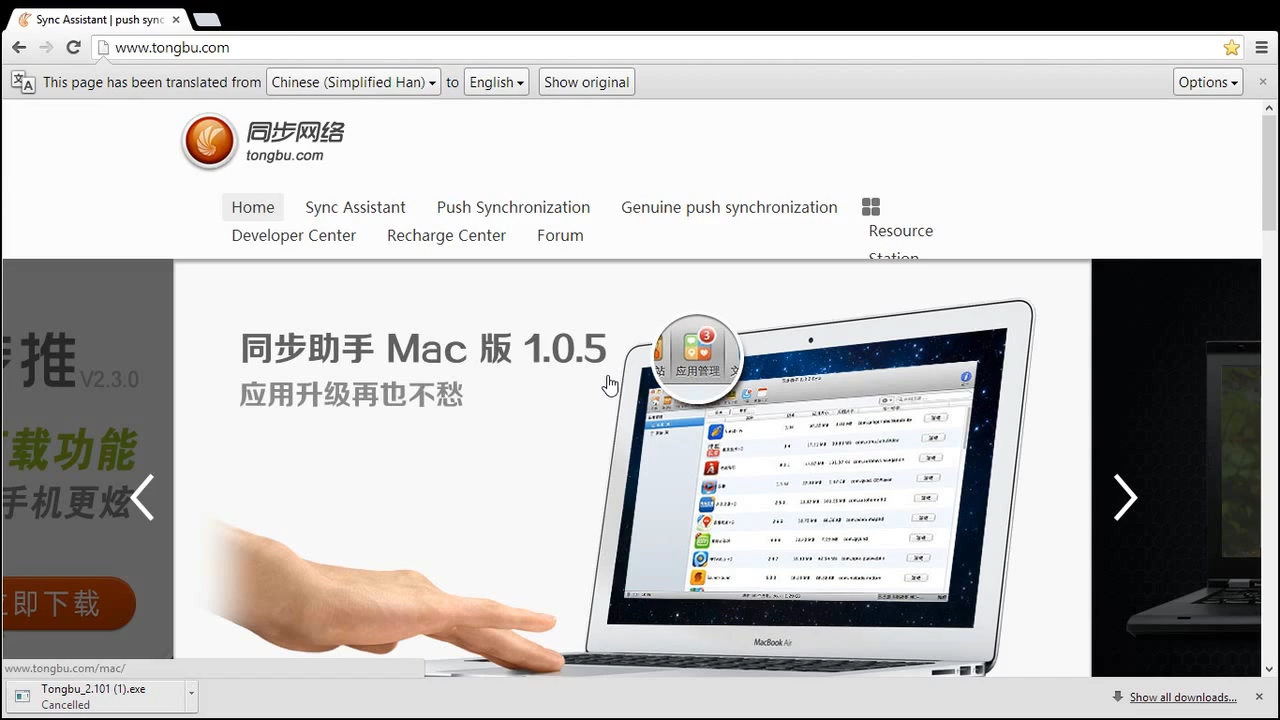 Sync Assistant | push sync
www.tongbu.com
This page has been translated from Chinese (Simplified Han) to English Show original Options
同步网络
tongbu.com
Home Sync Assistant Push Synchronization Genuine push synchronization
Resource
Developer Center Recharge Center Forum
Station
推 V2.3.0
载功能
手机更炫
立即下载
同步助手 Mac 版 1.0.5
应用升级再也不愁
3
应用管理
MacBook Air
www.tongbu.com/mac/
Tongbu_2.101 (1).exe
Cancelled
Show all downloads...